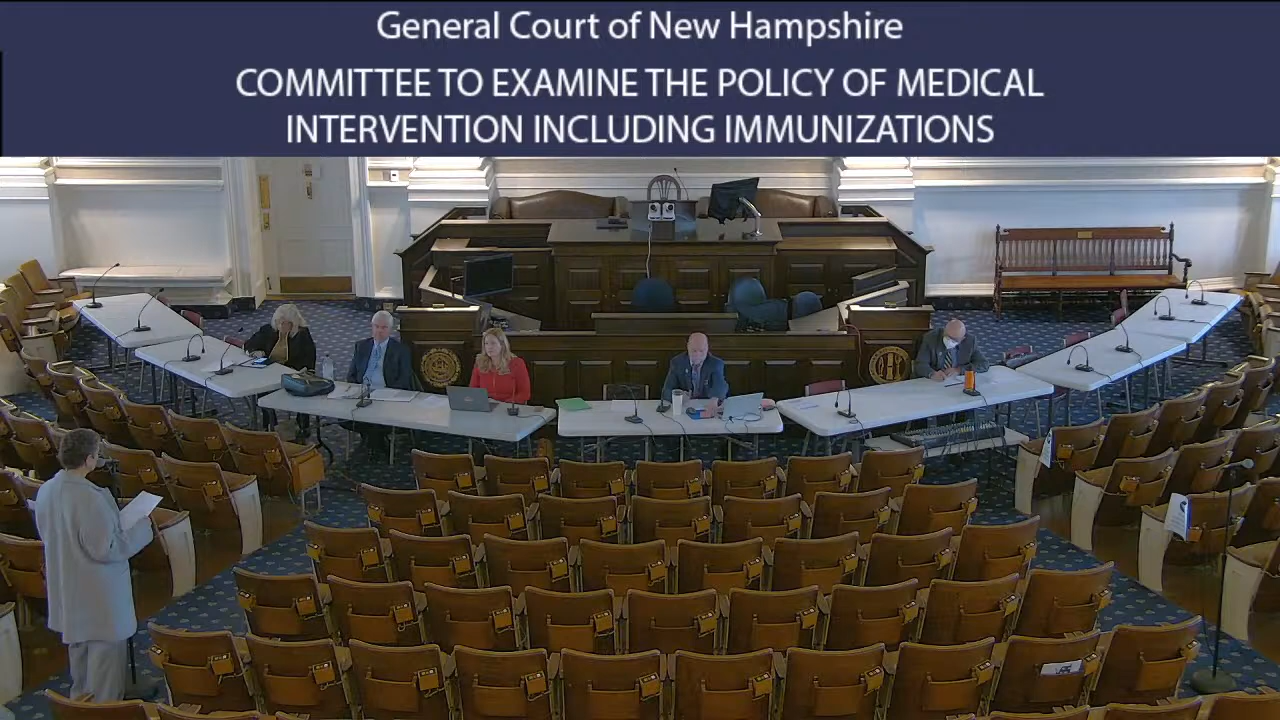 General Court of New Hampshire
COMMITTEE TO EXAMINE THE POLICY OF MEDICAL
INTERVENTION INCLUDING IMMUNIZATIONS